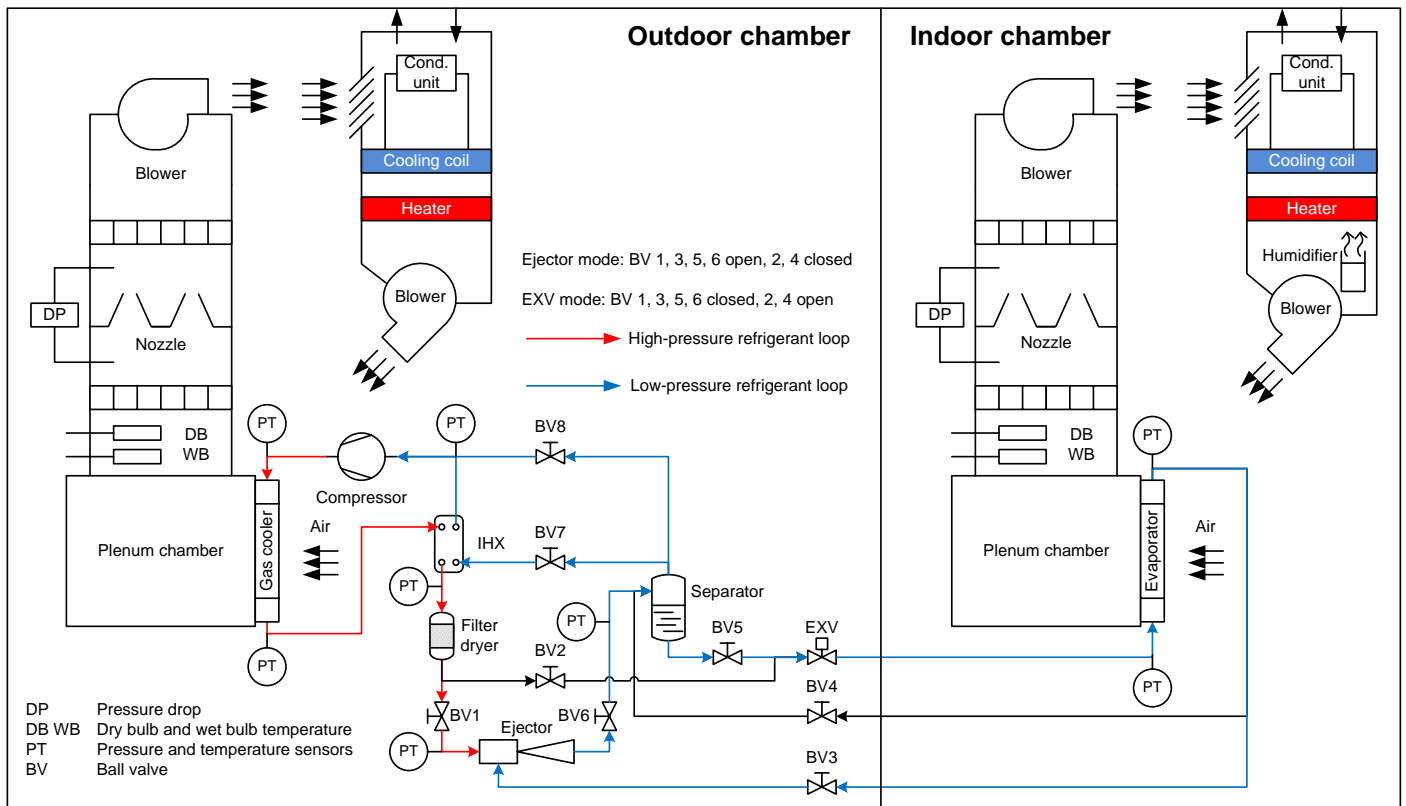 Outdoor chamber
Indoor chamber
Cond.
unit
Cond.
unit
Blower
Cooling coil
Blower
Cooling coil
Heater
Heater
Ejector mode: BV 1, 3, 5, 6 open, 2, 4 closed
Humidifier
EXV mode: BV 1, 3, 5, 6 closed, 2, 4 open
Blower
Blower
DP
Nozzle
DP
Nozzle
High-pressure refrigerant loop
Low-pressure refrigerant loop
PT
PT
BV8
PT
DB
WB
DB
WB
Compressor
Plenum chamber
Gas cooler
Air
IHX
BV7
Plenum chamber
Evaporator
Air
PT
Separator
PT
Filter
dryer
BV5
EXV
PT
BV2
PT
BV4
BV1
BV6
Ejector
PT
BV3
DP Pressure drop
DB WB Dry bulb and wet bulb temperature
PT Pressure and temperature sensors
BV Ball valve